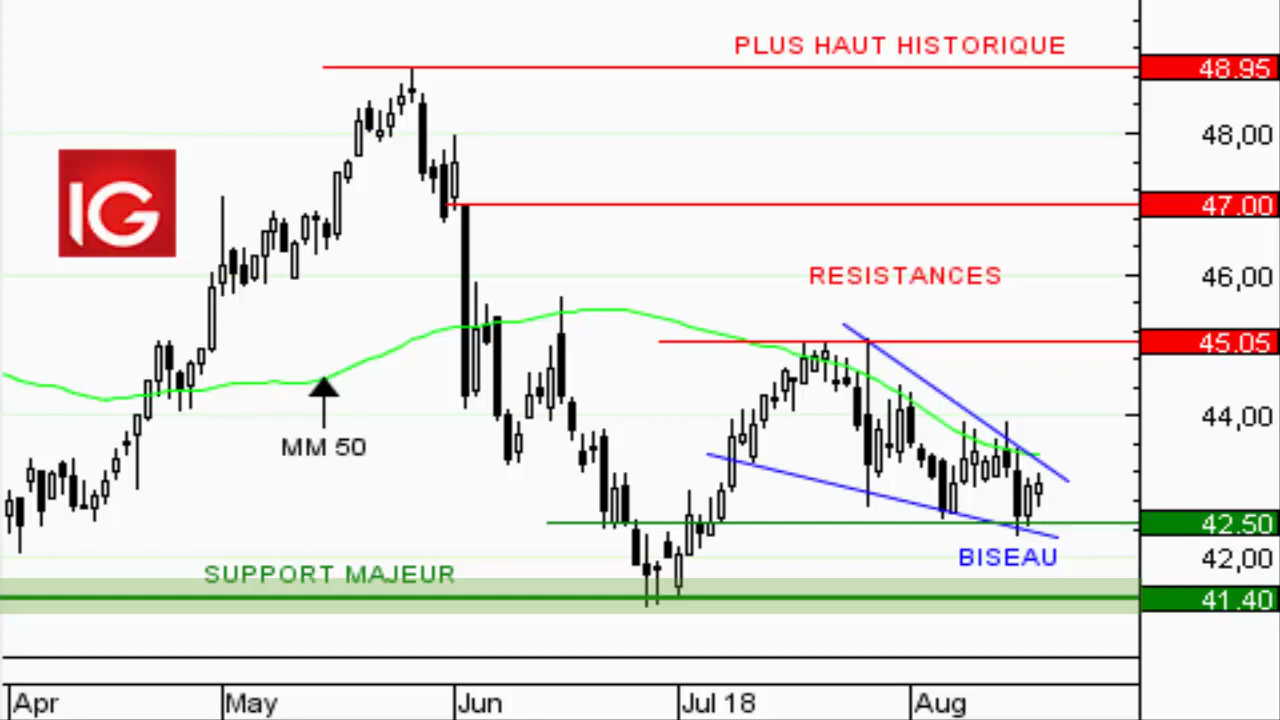 PLUS HAUT HISTORIQUE
48.95
48,00
IG
47.00
RESISTANCES
46,00
45.05
44,00
MM 50
42.50
BISEAU
42,00
SUPPORT MAJEUR
41.40
Apr May Jun Jul 18 Aug